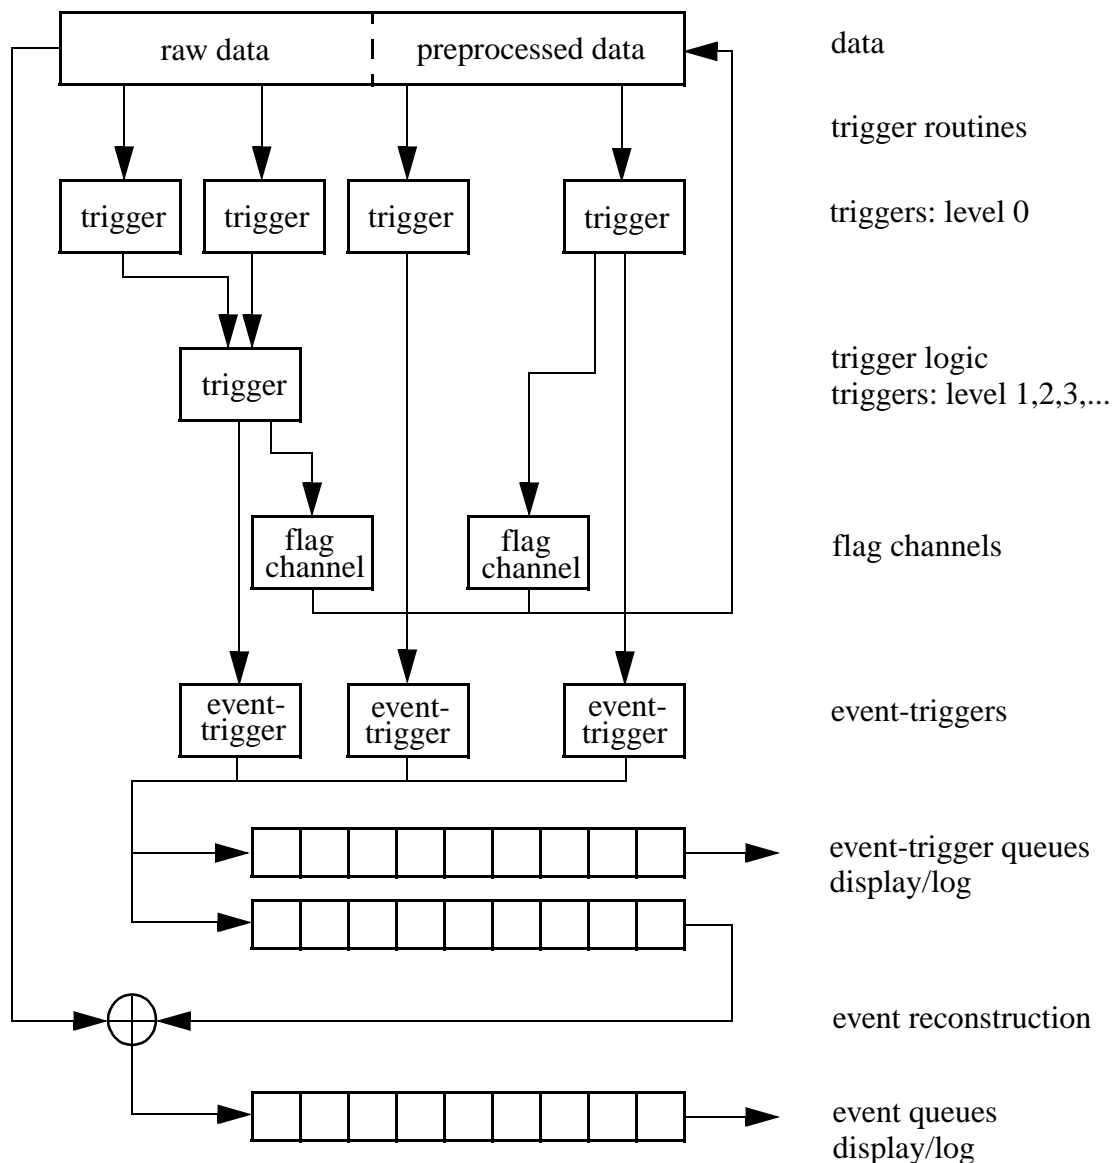 raw data
preprocessed data
data
trigger routines
trigger
trigger
trigger
trigger
triggers: level 0
trigger
trigger logic
triggers: level 1,2,3,...
flag
channel
flag
channel
flag channels
event-
trigger
event-
trigger
event-
trigger
event-triggers
event-trigger queues
display/log
event reconstruction
event queues
display/log